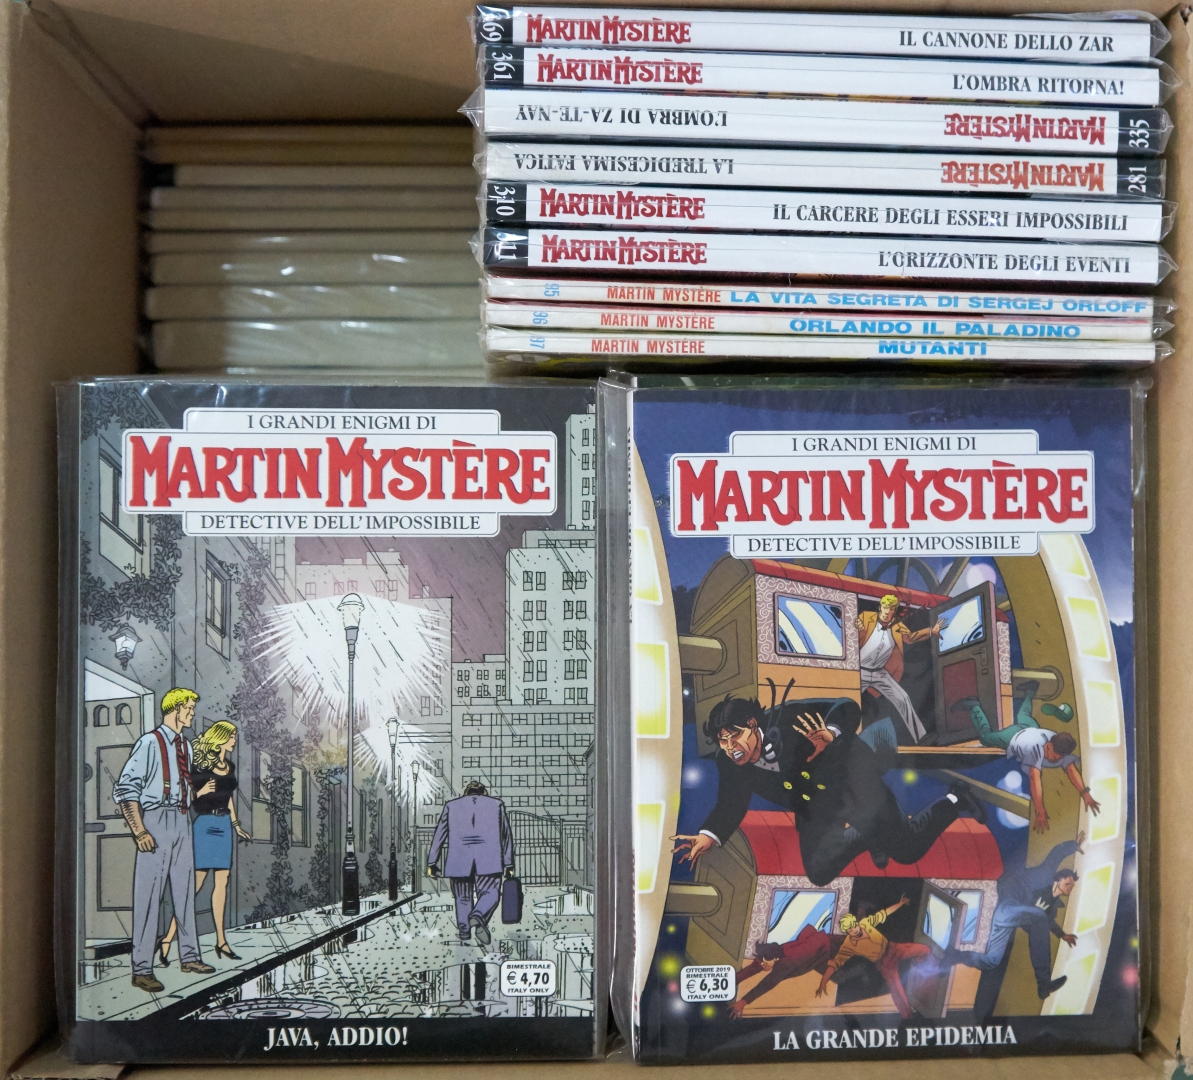 369 MARTIN MYSTÈRE IL CANNONE DELLO ZAR
361 MARTIN MYSTÈRE L'OMBRA RITORNA!
335 MARTIN MYSTÈRE L'OMBRA DI ZA-TE-NAY
281 MARTIN MYSTÈRE LA TREDICESIMA FATICA
310 MARTIN MYSTÈRE IL CARCERE DEGLI ESSERI IMPOSSIBILI
311 MARTIN MYSTÈRE L'ORIZZONTE DEGLI EVENTI
95 MARTIN MYSTÈRE LA VITA SEGRETA DI SERGEJ ORLOFF
96 MARTIN MYSTÈRE ORLANDO IL PALADINO
97 MARTIN MYSTÈRE MUTANTI
I GRANDI ENIGMI DI
MARTIN MYSTÈRE
DETECTIVE DELL'IMPOSSIBILE
BIMESTRALE
€ 4,70
ITALY ONLY
JAVA, ADDIO!
I GRANDI ENIGMI DI
MARTIN MYSTÈRE
DETECTIVE DELL'IMPOSSIBILE
OTTOBRE 2019
BIMESTRALE
€ 6,30
ITALY ONLY
LA GRANDE EPIDEMIA